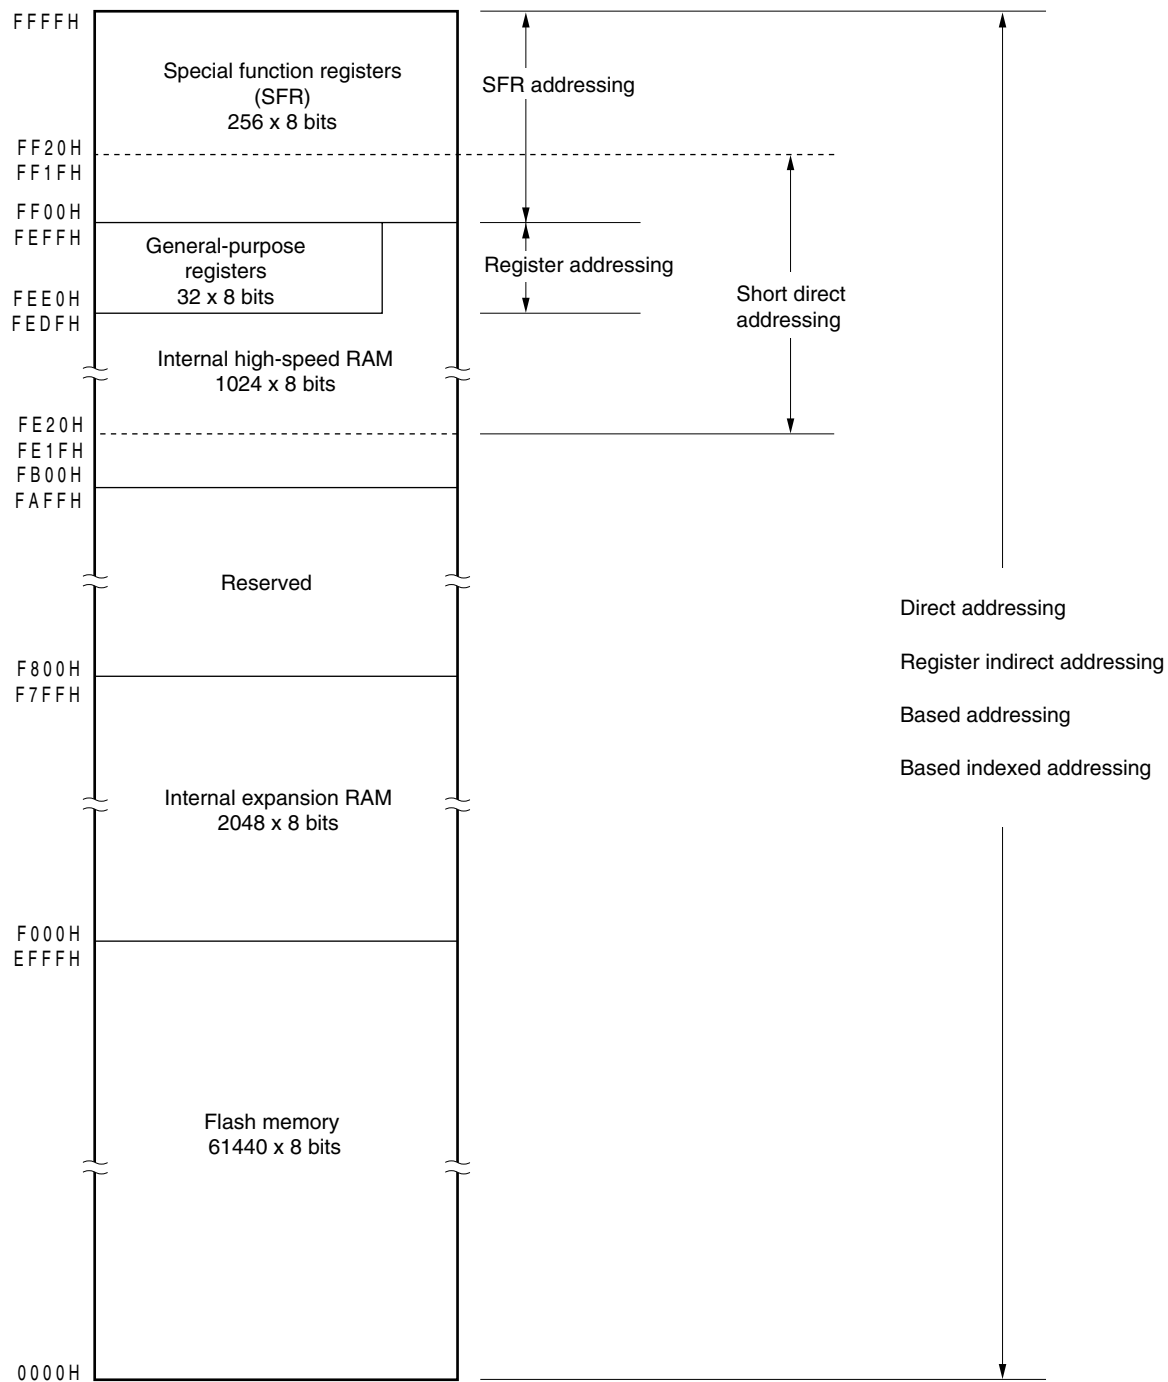 FFFFH
Special function registers
(SFR)
256 x 8 bits
SFR addressing
FF20H
FF1FH
FF00H
FEFFH
General-purpose
registers
32 x 8 bits
Register addressing
FEE0H
FEDFH
Short direct
addressing
Internal high-speed RAM
1024 x 8 bits
FE20H
FE1FH
FB00H
FAFFH
Reserved
Direct addressing
Register indirect addressing
Based addressing
Based indexed addressing
F800H
F7FFH
Internal expansion RAM
2048 x 8 bits
F000H
EFFFH
Flash memory
61440 x 8 bits
0000H